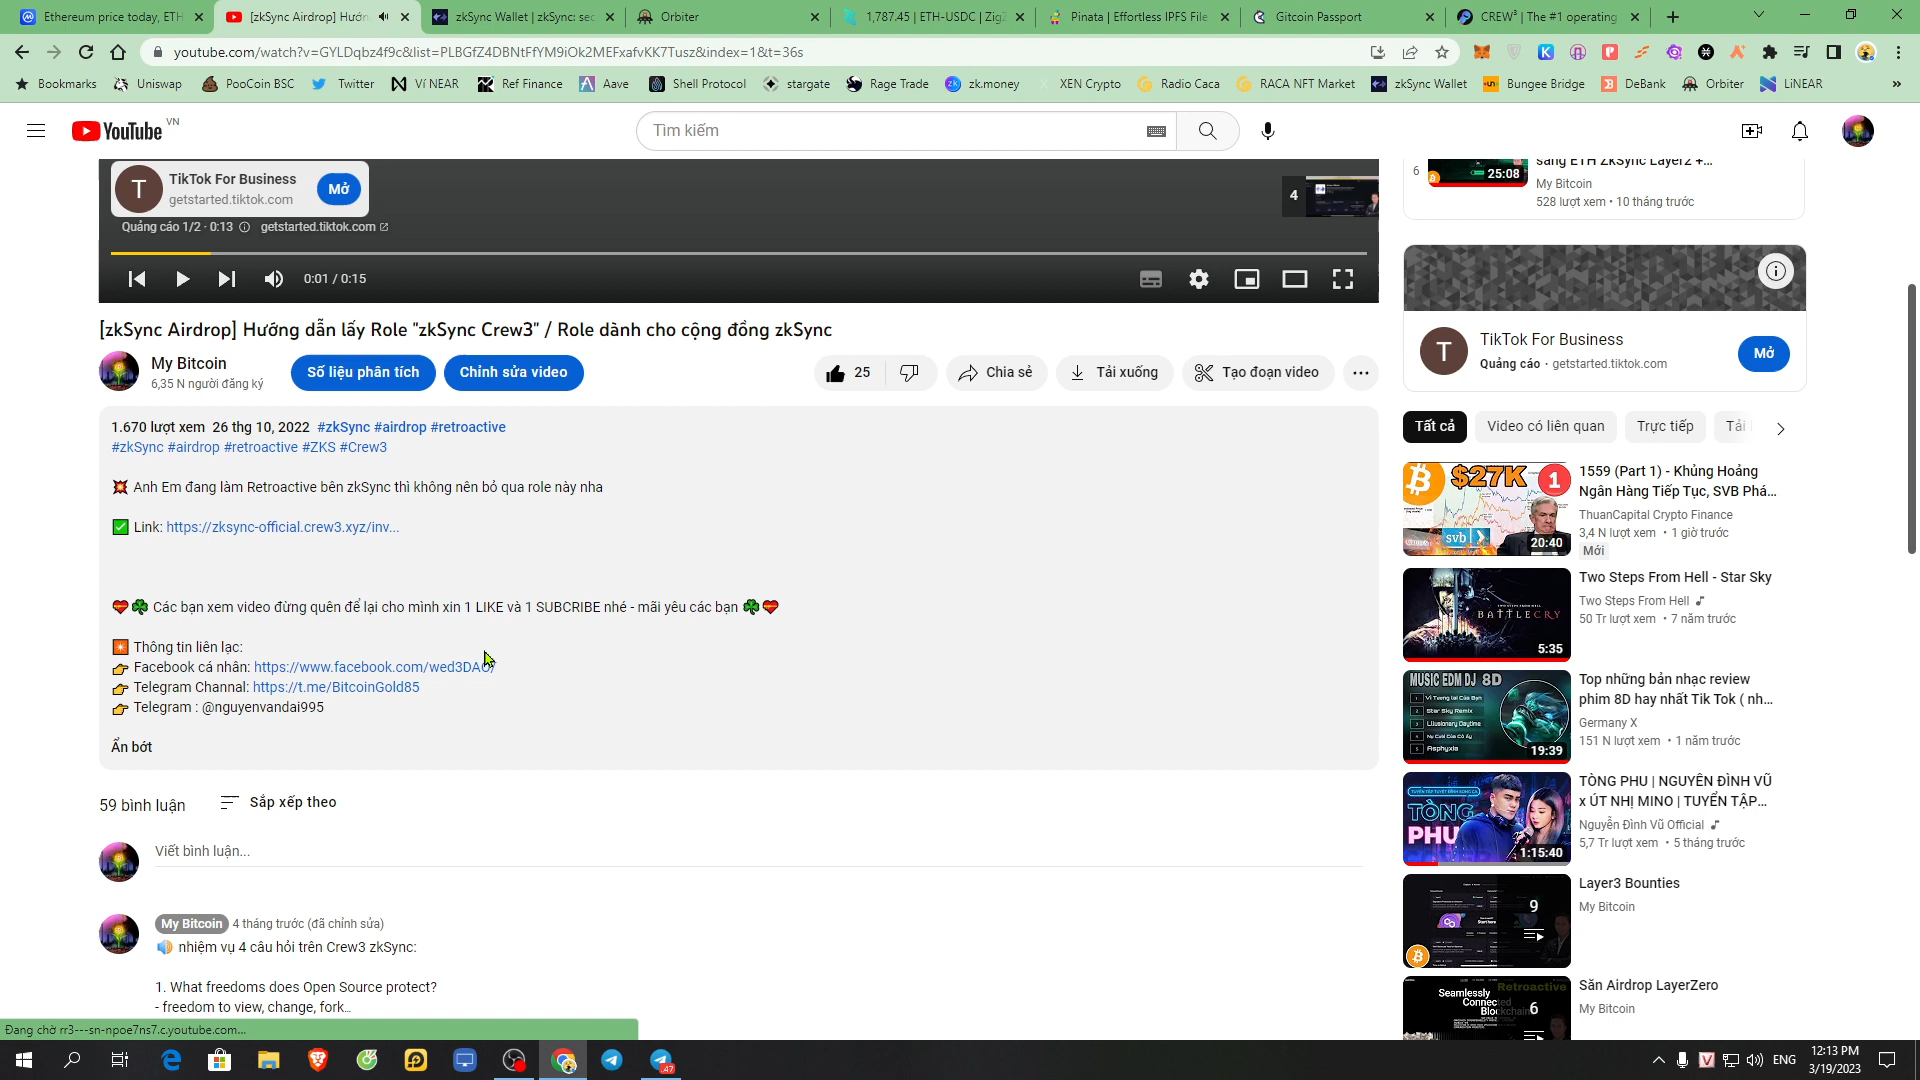 Ethereum price today, ETH
[zkSync Airdrop] Hướn
zkSync Wallet | zkSync: sec
Orbiter
1,787.45 | ETH-USDC | Zig
Pinata | Effortless IPFS File
Gitcoin Passport
CREW³ | The #1 operating
youtube.com/watch?v=GYLDqbz4f9c&list=PLBGfZ4DBNtFfYM9iOk2MEFxafvKK7Tusz&index=1&t=36s
Bookmarks Uniswap PooCoin BSC Twitter Ví NEAR Ref Finance Aave Shell Protocol stargate Rage Trade zk.money XEN Crypto Radio Caca RACA NFT Market zkSync Wallet Bungee Bridge DeBank Orbiter LiNEAR »
YouTube VN
Tìm kiếm
T
TikTok For Business
getstarted.tiktok.com
Mở
Quảng cáo 1/2 · 0:13 getstarted.tiktok.com
4
0:01 / 0:15
[zkSync Airdrop] Hướng dẫn lấy Role "zkSync Crew3" / Role dành cho cộng đồng zkSync
My Bitcoin
6,35 N người đăng ký
Số liệu phân tích
Chỉnh sửa video
25
Chia sẻ
Tải xuống
Tạo đoạn video
1.670 lượt xem 26 thg 10, 2022 #zkSync #airdrop #retroactive
#zkSync #airdrop #retroactive #ZKS #Crew3
Anh Em đang làm Retroactive bên zkSync thì không nên bỏ qua role này nha
Link: https://zksync-official.crew3.xyz/inv...
Các bạn xem video đừng quên để lại cho mình xin 1 LIKE và 1 SUBCRIBE nhé - mãi yêu các bạn
Thông tin liên lạc:
Facebook cá nhân: https://www.facebook.com/wed3DAO/
Telegram Channal: https://t.me/BitcoinGold85
Telegram : @nguyenvandai995
Ẩn bớt
59 bình luận
Sắp xếp theo
Viết bình luận...
My Bitcoin 4 tháng trước (đã chỉnh sửa)
nhiệm vụ 4 câu hỏi trên Crew3 zkSync:
1. What freedoms does Open Source protect?
- freedom to view, change, fork...
6
25:08
sang ETH ZkSync Layer2 +...
My Bitcoin
528 lượt xem • 10 tháng trước
T
TikTok For Business
Quảng cáo · getstarted.tiktok.com
Mở
Tất cả
Video có liên quan
Trực tiếp
Tải
$27K
1
svb
20:40
1559 (Part 1) - Khủng Hoảng
Ngân Hàng Tiếp Tục, SVB Phá...
ThuanCapital Crypto Finance
3,4 N lượt xem • 1 giờ trước
Mới
BATTLECRY
5:35
Two Steps From Hell - Star Sky
Two Steps From Hell
50 Tr lượt xem • 7 năm trước
MUSIC EDM DJ 8D
Star Sky Remix
Asphyxia
19:39
Top những bản nhạc review
phim 8D hay nhất Tik Tok ( nh...
Germany X
151 N lượt xem • 1 năm trước
TÒNG
PHU
1:15:40
TÒNG PHU | NGUYỄN ĐÌNH VŨ
x ÚT NHỊ MINO | TUYỂN TẬP...
Nguyễn Đình Vũ Official
5,7 Tr lượt xem • 5 tháng trước
9
Layer3 Bounties
My Bitcoin
Retroactive
Seamlessly
Connec
6
Săn Airdrop LayerZero
My Bitcoin
Đang chờ rr3---sn-npoe7ns7.c.youtube.com...
47
ENG
12:13 PM
3/19/2023